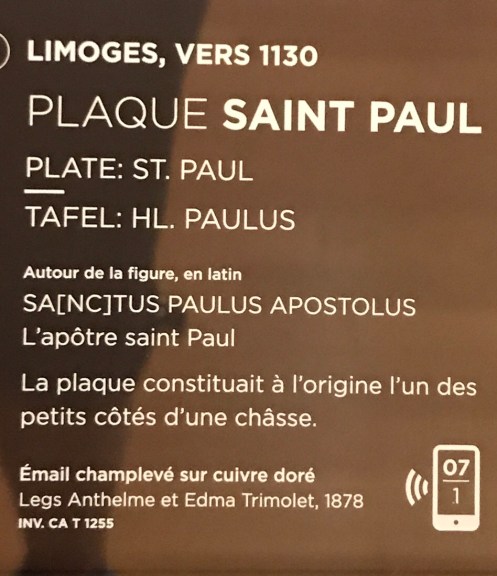 LIMOGES, VERS 1130
PLAQUE SAINT PAUL
PLATE: ST. PAUL
TAFEL: HL. PAULUS
Autour de la figure, en latin
SA[NC]TUS PAULUS APOSTOLUS
L'apôtre saint Paul
La plaque constituait à l'origine l'un des
petits côtés d'une châsse.
Émail champlevé sur cuivre doré
Legs Anthelme et Edma Trimolet, 1878
INV. CA T 1255
07
1